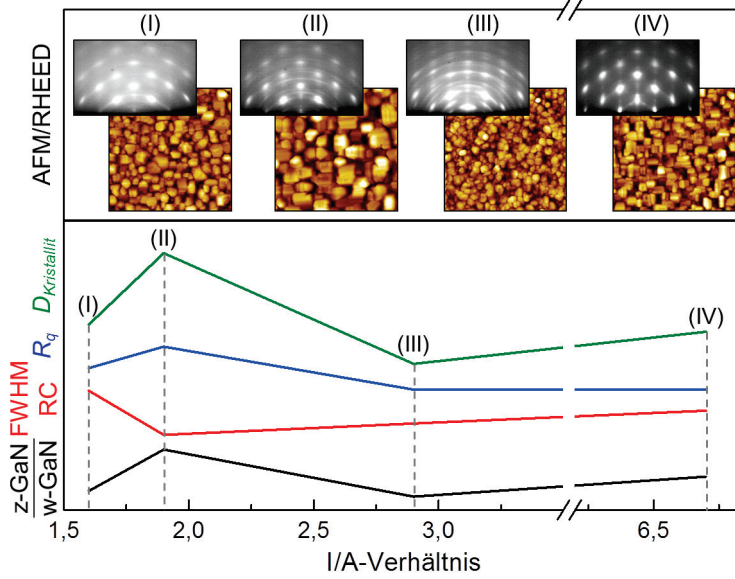 (I) (II) (III) (IV)
AFM/RHEED
(I) (II) (III) (IV)
D_Kristallit
R_q
FWHM
RC
z-GaN
w-GaN
1,5 2,0 2,5 3,0 6,5
I/A-Verhältnis